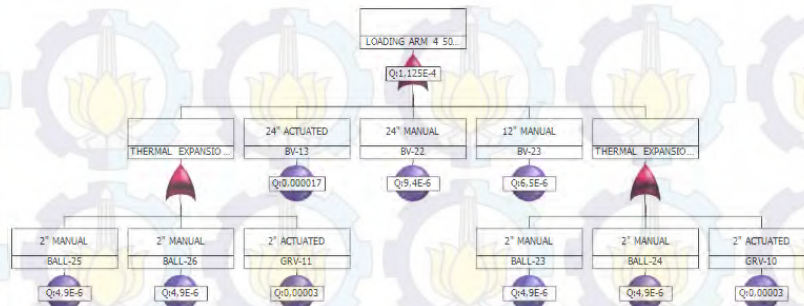 LOADING ARM 4 50...
Q:1,125E-4
24" ACTUATED 24" MANUAL 12" MANUAL
THERMAL EXPANSIO... BV-13 BV-22 BV-23 THERMAL EXPANSIO...
Q:0,000017 Q:9,4E-6 Q:6,5E-6
2" MANUAL 2" MANUAL 2" ACTUATED 2" MANUAL 2" MANUAL 2" ACTUATED
BALL-25 BALL-26 GRV-11 BALL-23 BALL-24 GRV-10
Q:4,9E-6 Q:4,9E-6 Q:0,00003 Q:4,9E-6 Q:4,9E-6 Q:0,00003